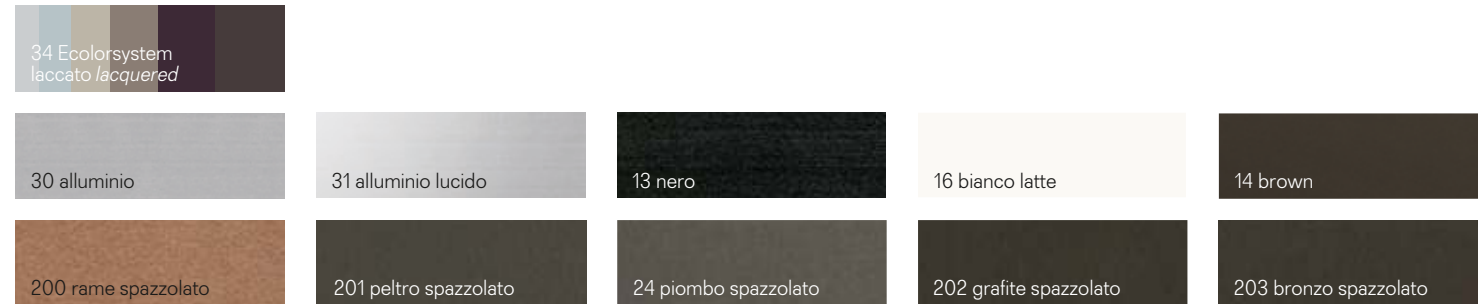 34 Ecolorsystem
laccato lacquered
30 alluminio
31 alluminio lucido
13 nero
16 bianco latte
14 brown
200 rame spazzolato
201 peltro spazzolato
24 piombo spazzolato
202 grafite spazzolato
203 bronzo spazzolato